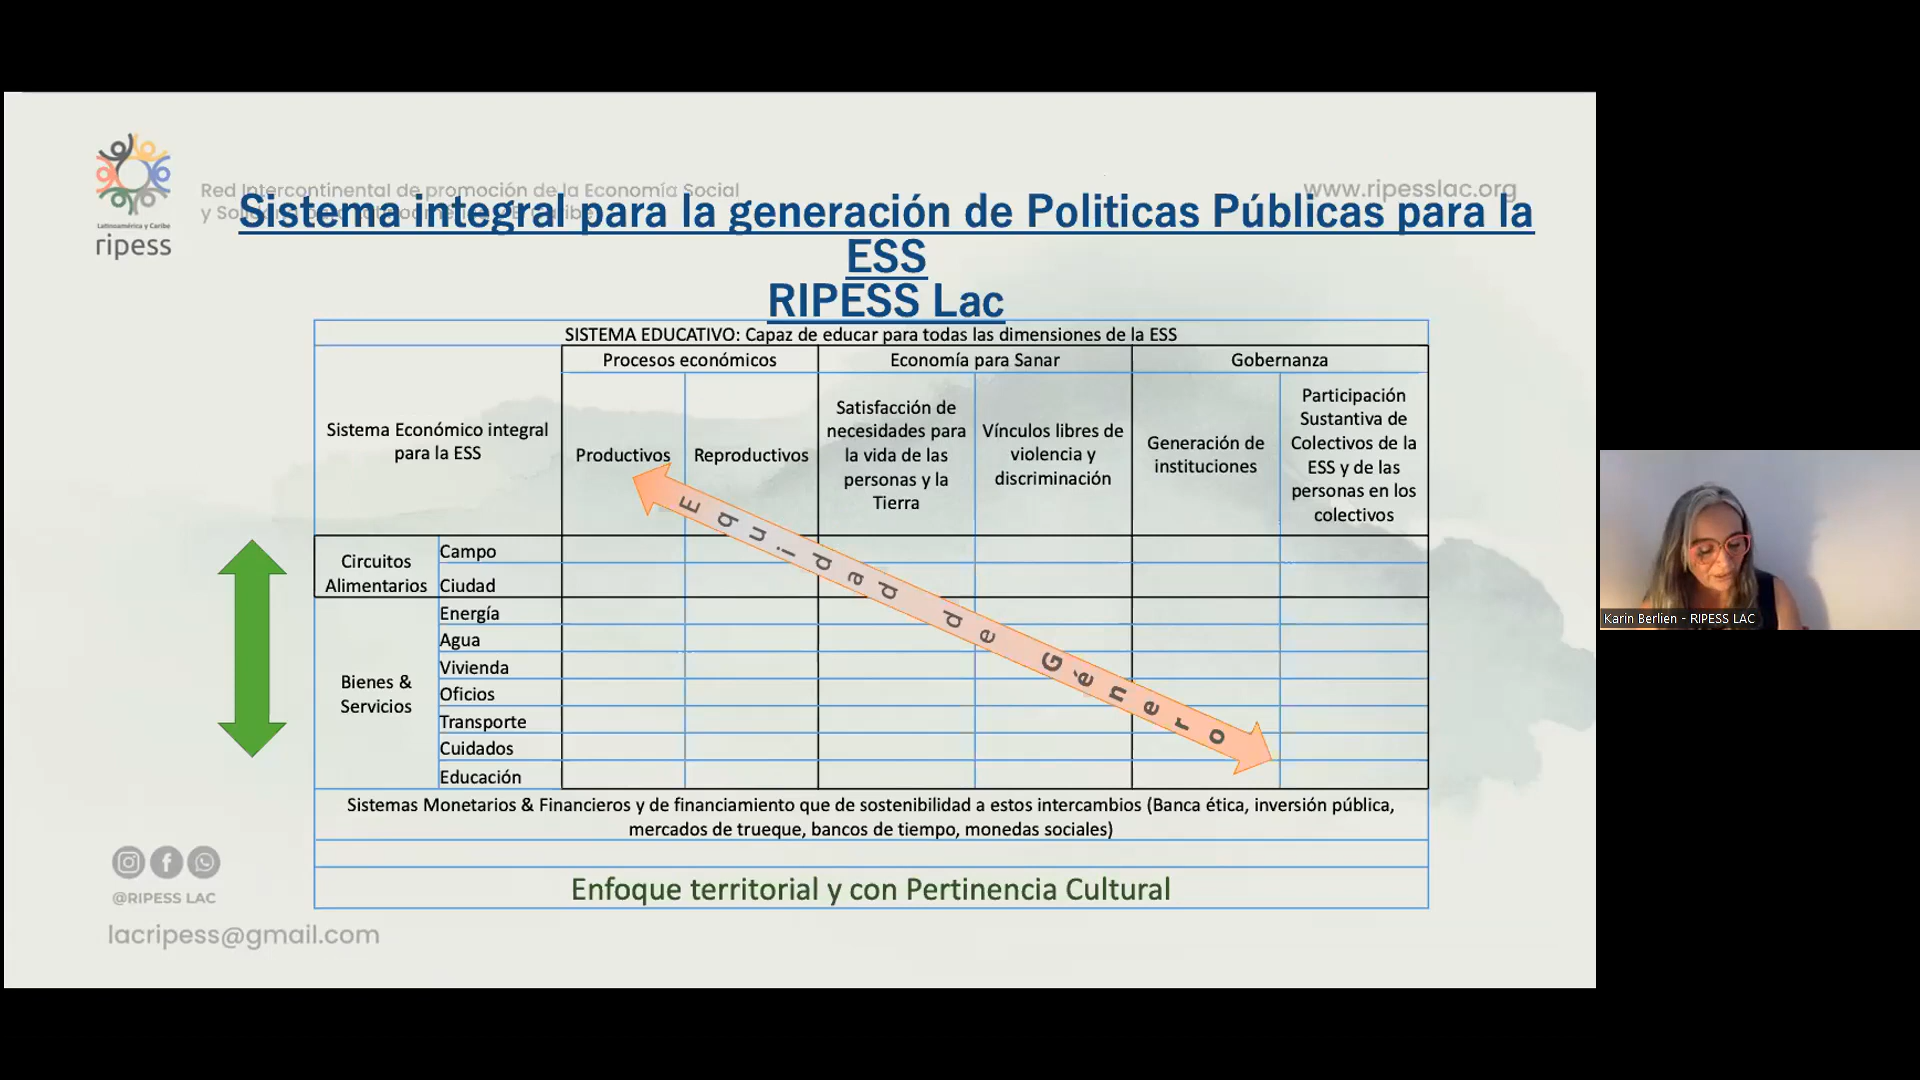 Red Intercontinental de promoción de la Economía Social
www.ripesslac.org
Latinoamérica y Caribe
ripess
Sistema integral para la generación de Politicas Públicas para la
ESS
RIPESS Lac
SISTEMA EDUCATIVO: Capaz de educar para todas las dimensiones de la ESS
Procesos económicos
Economía para Sanar
Gobernanza
Sistema Económico integral
para la ESS
Productivos
Reproductivos
Satisfacción de
necesidades para
la vida de las
personas y la
Tierra
Vínculos libres de
violencia y
discriminación
Generación de
instituciones
Participación
Sustantiva de
Colectivos de la
ESS y de las
personas en los
colectivos
Equidad de Género
Circuitos
Alimentarios
Campo
Ciudad
Bienes &
Servicios
Energía
Agua
Vivienda
Oficios
Transporte
Cuidados
Educación
Sistemas Monetarios & Financieros y de financiamiento que de sostenibilidad a estos intercambios (Banca ética, inversión pública,
mercados de trueque, bancos de tiempo, monedas sociales)
Enfoque territorial y con Pertinencia Cultural
@RIPESS LAC
lacripess@gmail.com
Karin Berlien - RIPESS LAC